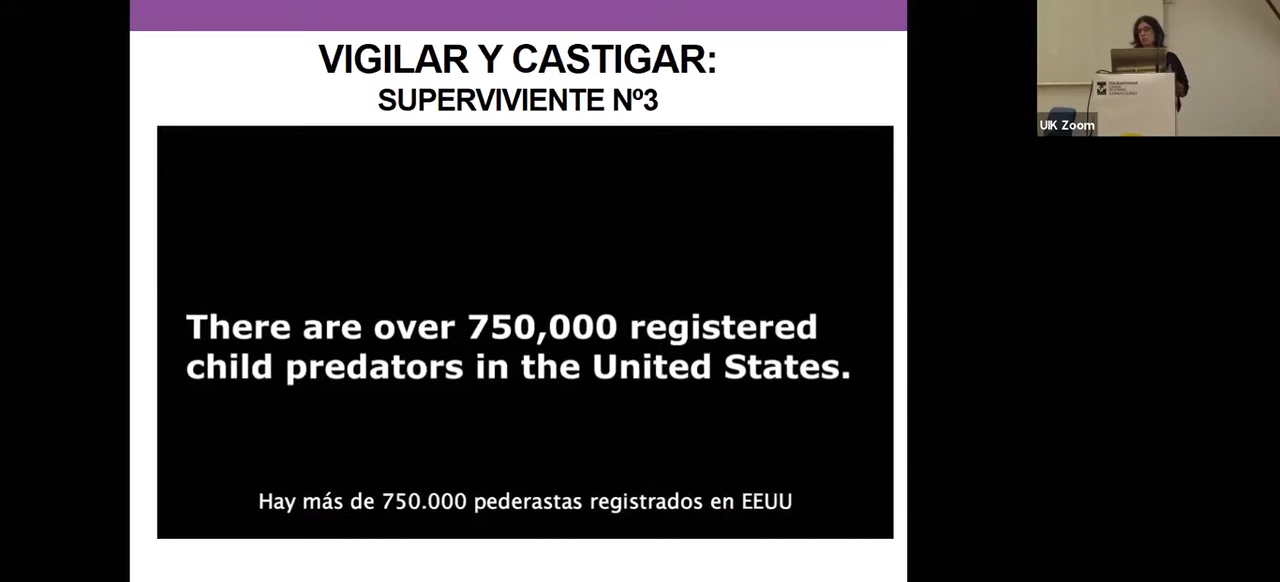 VIGILAR Y CASTIGAR:
SUPERVIVIENTE Nº3
There are over 750,000 registered
child predators in the United States.
Hay más de 750.000 pederastas registrados en EEUU
UIK Zoom